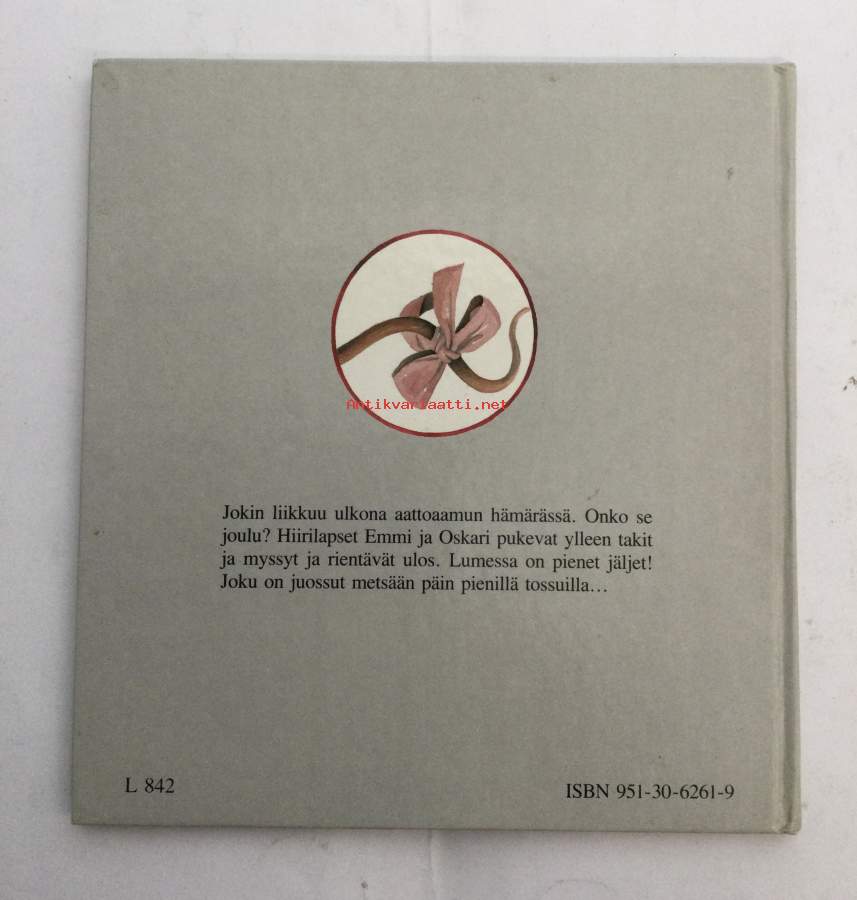 Antikvariaatti.net
Jokin liikkuu ulkona aattoaamun hämärässä. Onko se
joulu? Hiirilapset Emmi ja Oskari pukevat ylleen takit
ja myssyt ja rientävät ulos. Lumessa on pienet jäljet!
Joku on juossut metsään päin pienillä tossuilla…
L 842
ISBN 951-30-6261-9